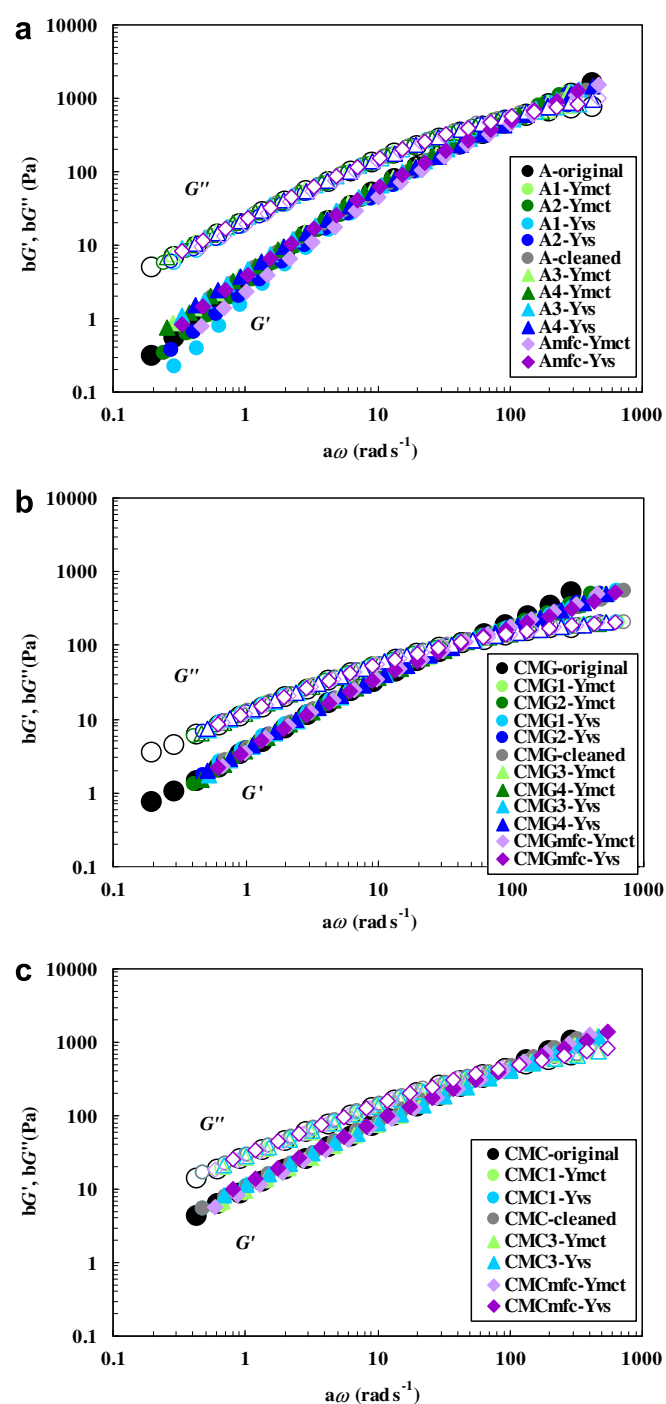 a
10000
1000
100
10
1
0.1
bG', bG'' (Pa)
G''
G'
A-original
A1-Ymct
A2-Ymct
A1-Yvs
A2-Yvs
A-cleaned
A3-Ymct
A4-Ymct
A3-Yvs
A4-Yvs
Amfc-Ymct
Amfc-Yvs
0.1 1 10 100 1000
aω (rad s⁻¹)
b
10000
1000
100
10
1
0.1
bG', bG''(Pa)
G''
G'
CMG-original
CMG1-Ymct
CMG2-Ymct
CMG1-Yvs
CMG2-Yvs
CMG-cleaned
CMG3-Ymct
CMG4-Ymct
CMG3-Yvs
CMG4-Yvs
CMGmfc-Ymct
CMGmfc-Yvs
0.1 1 10 100 1000
aω (rad s⁻¹)
c
10000
1000
100
10
1
0.1
bG', bG''(Pa)
G''
G'
CMC-original
CMC1-Ymct
CMC1-Yvs
CMC-cleaned
CMC3-Ymct
CMC3-Yvs
CMCmfc-Ymct
CMCmfc-Yvs
0.1 1 10 100 1000
aω (rad s⁻¹)